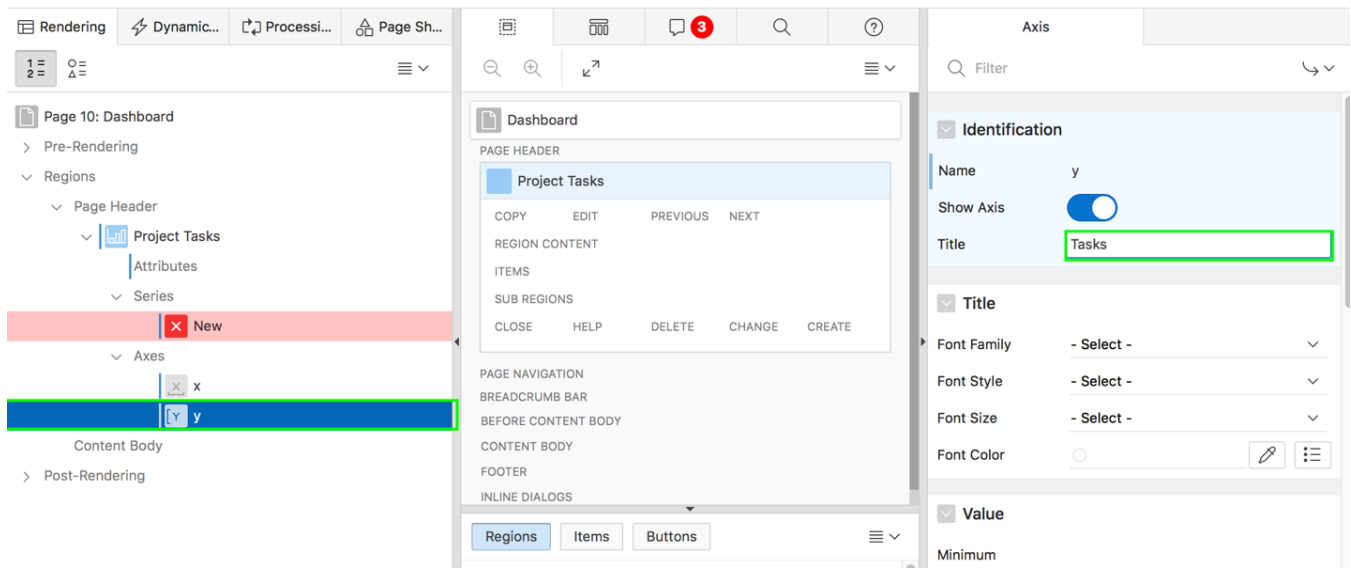 Rendering
Dynamic...
Processi...
Page Sh...
Page 10: Dashboard
Pre-Rendering
Regions
Page Header
Project Tasks
Attributes
Series
New
Axes
x
y
Content Body
Post-Rendering
3
Dashboard
PAGE HEADER
Project Tasks
COPY EDIT PREVIOUS NEXT
REGION CONTENT
ITEMS
SUB REGIONS
CLOSE HELP DELETE CHANGE CREATE
PAGE NAVIGATION
BREADCRUMB BAR
BEFORE CONTENT BODY
CONTENT BODY
FOOTER
INLINE DIALOGS
Regions Items Buttons
Axis
Filter
Identification
Name y
Show Axis
Title Tasks
Title
Font Family - Select -
Font Style - Select -
Font Size - Select -
Font Color
Value
Minimum